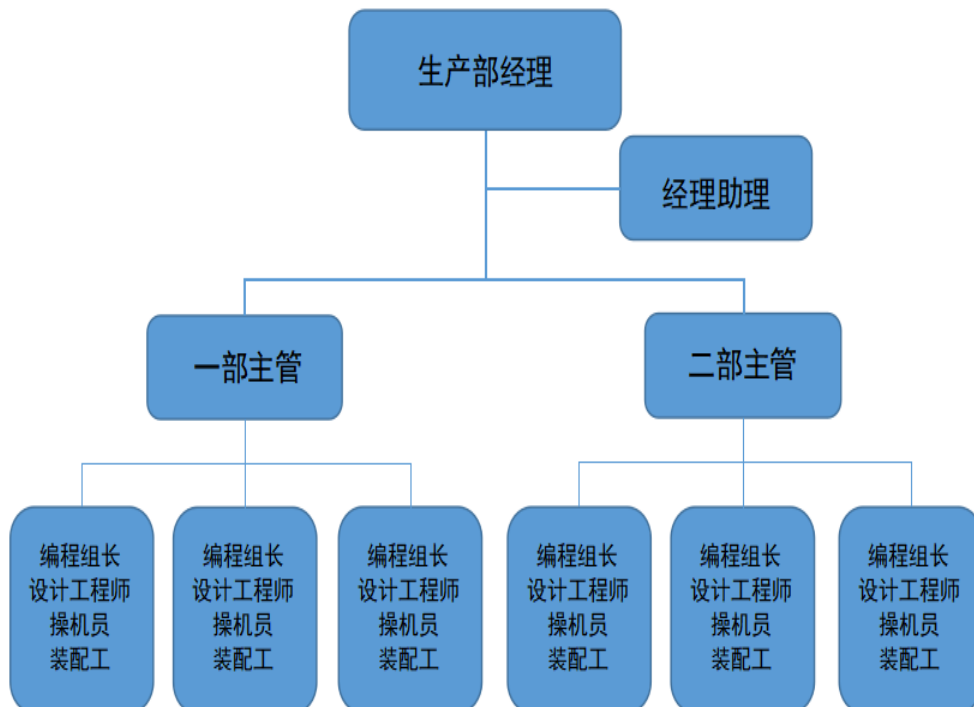 生产部经理
经理助理
一部主管
二部主管
编程组长
设计工程师
操机员
装配工
编程组长
设计工程师
操机员
装配工
编程组长
设计工程师
操机员
装配工
编程组长
设计工程师
操机员
装配工
编程组长
设计工程师
操机员
装配工
编程组长
设计工程师
操机员
装配工